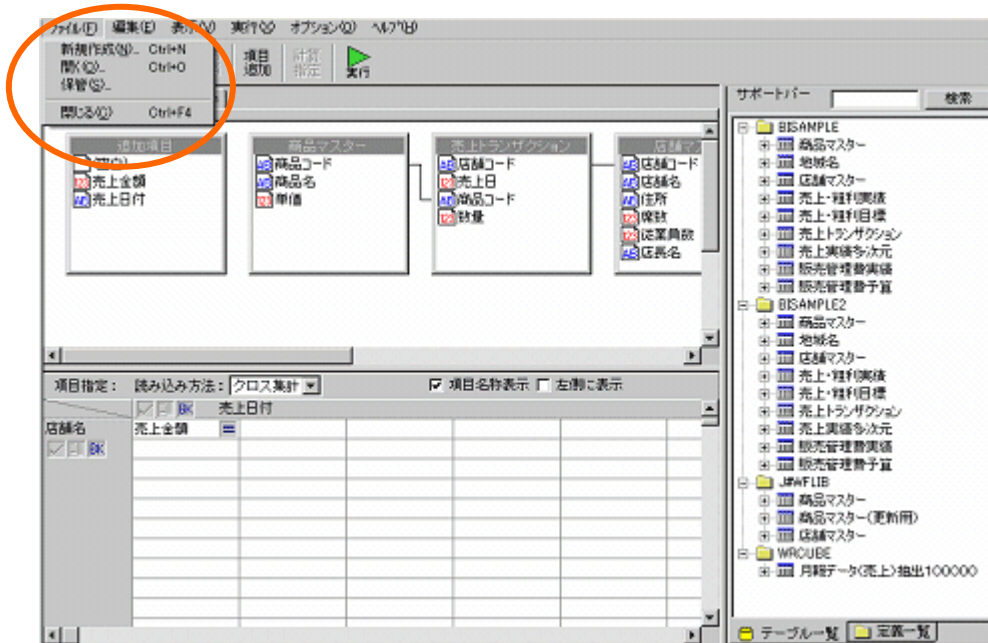 ファイル(F) 編集(E) 表示(V) 実行(X) オプション(O) ヘルプ(H)
新規作成(N)... Ctrl+N
開く(O)... Ctrl+O
保管(S)...
閉じる(C) Ctrl+F4
項目追加
計算指定
実行
サポートバー 検索
追加項目
売上金額
売上日付
商品マスター
商品コード
商品名
単価
売上トランザクション
店舗コード
売上日
商品コード
数量
店舗マス
店舗コード
店舗名
住所
席数
従業員数
店長名
項目指定: 読み込み方法: クロス集計 項目名称表示 左側に表示
売上日付
店舗名 売上金額
BISAMPLE
商品マスター
地域名
店舗マスター
売上・粗利実績
売上・粗利目標
売上トランザクション
売上実績多次元
販売管理費実績
販売管理費予算
BISAMPLE2
商品マスター
地域名
店舗マスター
売上・粗利実績
売上・粗利目標
売上トランザクション
売上実績多次元
販売管理費実績
販売管理費予算
J#WFLIB
商品マスター
商品マスター(更新用)
店舗マスター
WRCUBE
月報データ(売上)抽出100000
テーブル一覧 定義一覧